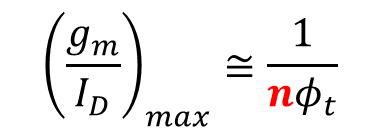 (g_m / I_D)_max ≅ 1 / nϕ_t